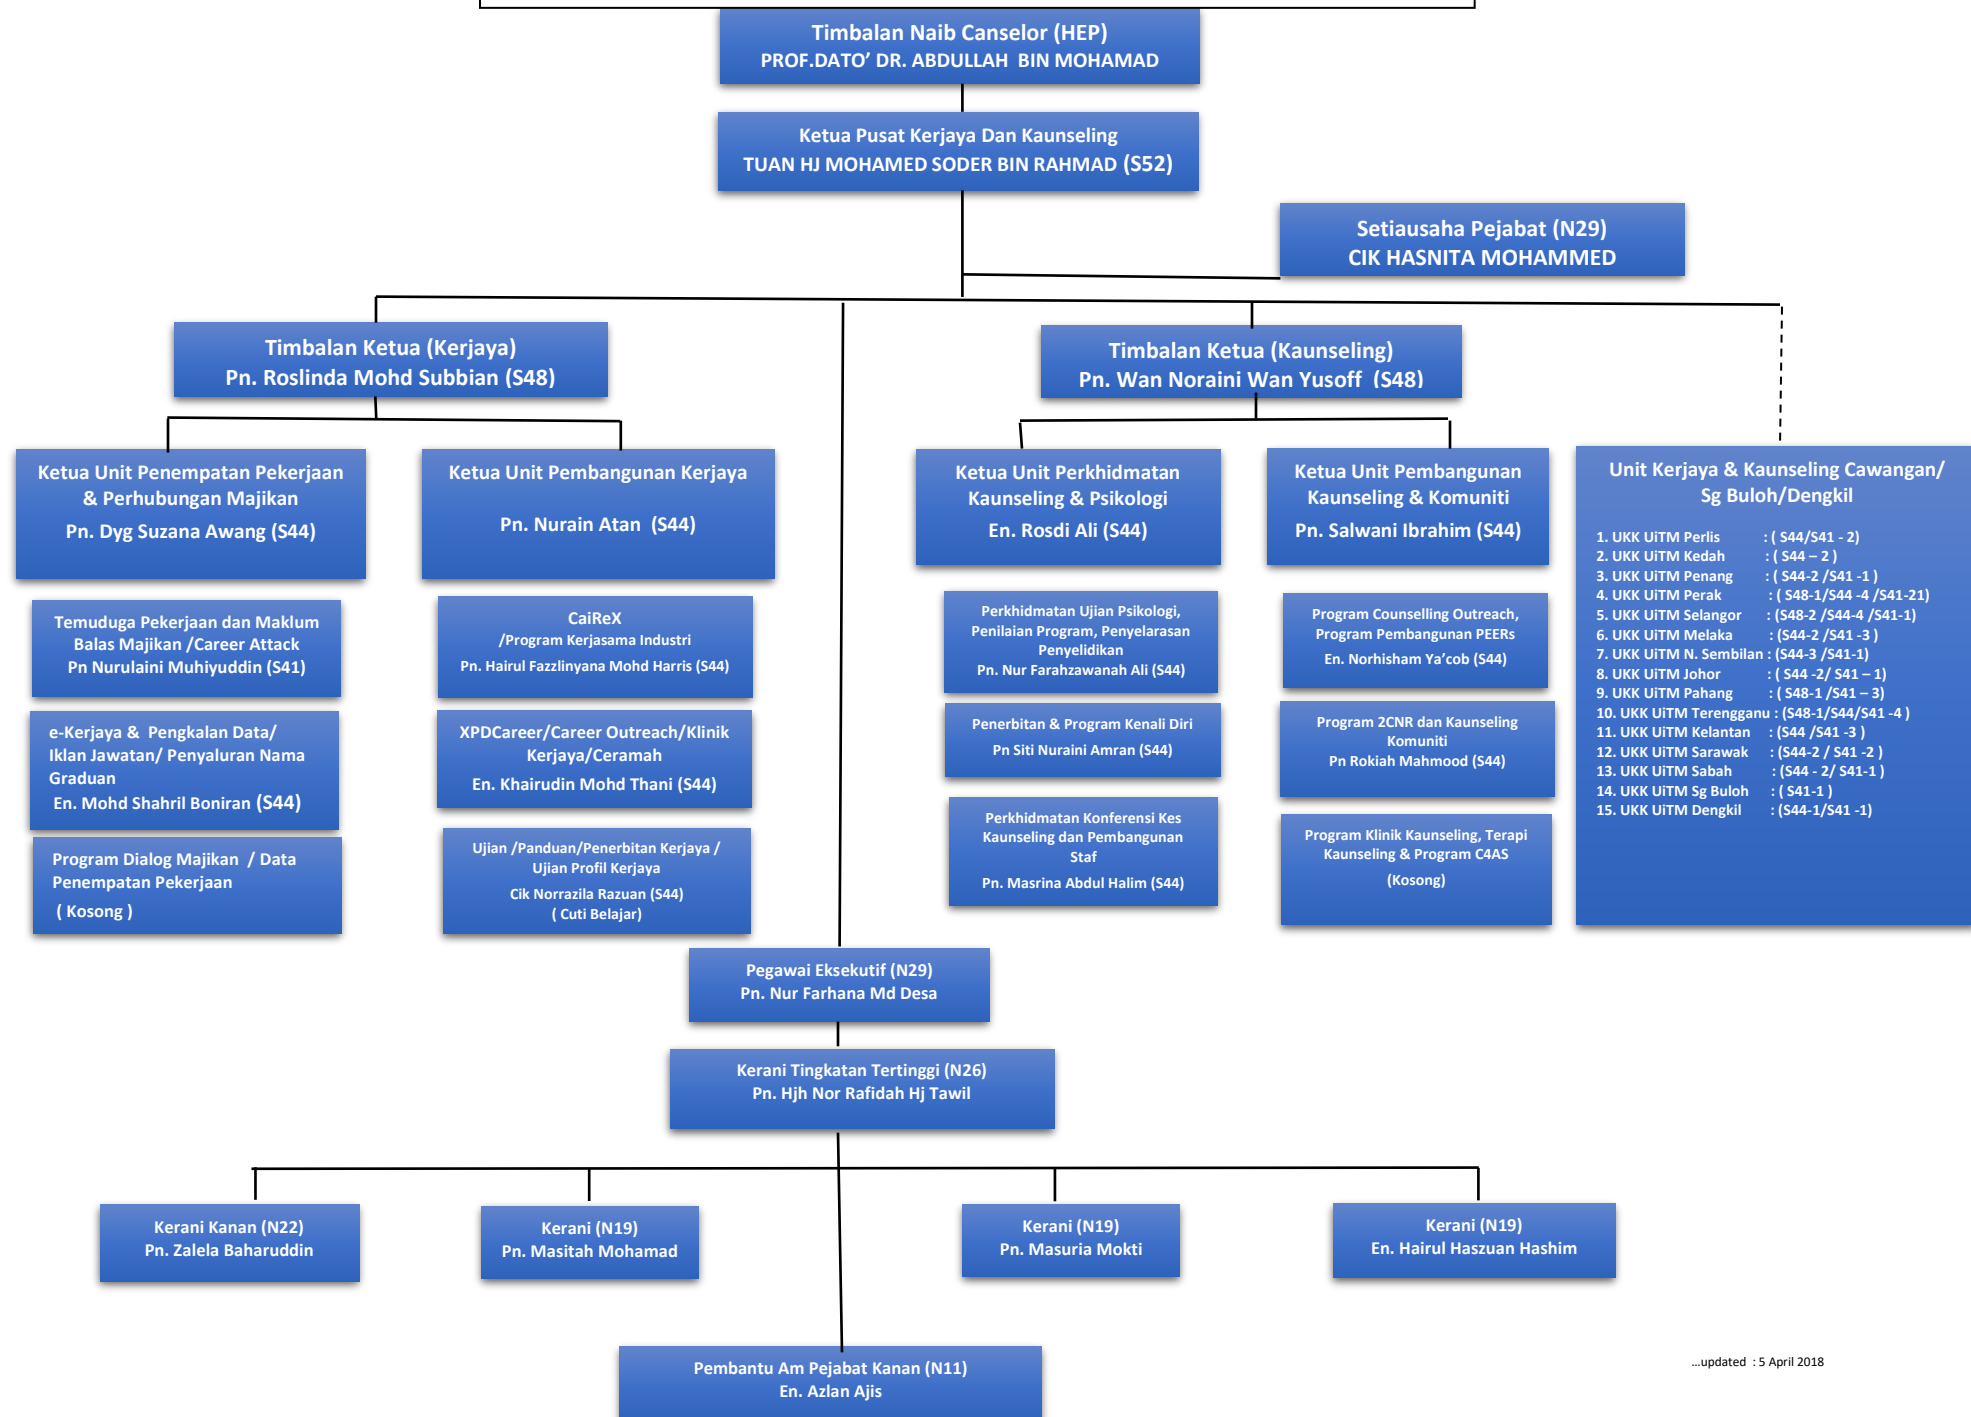 Timbalan Naib Canselor (HEP)
PROF.DATO’ DR. ABDULLAH BIN MOHAMAD
Ketua Pusat Kerjaya Dan Kaunseling
TUAN HJ MOHAMED SODER BIN RAHMAD (S52)
Setiausaha Pejabat (N29)
CIK HASNITA MOHAMMED
Timbalan Ketua (Kerjaya)
Pn. Roslinda Mohd Subbian (S48)
Timbalan Ketua (Kaunseling)
Pn. Wan Noraini Wan Yusoff (S48)
Ketua Unit Penempatan Pekerjaan
& Perhubungan Majikan
Pn. Dyg Suzana Awang (S44)
Ketua Unit Pembangunan Kerjaya
Pn. Nurain Atan (S44)
Ketua Unit Perkhidmatan
Kaunseling & Psikologi
En. Rosdi Ali (S44)
Ketua Unit Pembangunan
Kaunseling & Komuniti
Pn. Salwani Ibrahim (S44)
Unit Kerjaya & Kaunseling Cawangan/
Sg Buloh/Dengkil
1. UKK UiTM Perlis : ( S44/S41 - 2)
2. UKK UiTM Kedah : ( S44 – 2 )
3. UKK UiTM Penang : ( S44-2 /S41 -1 )
4. UKK UiTM Perak : ( S48-1/S44 -4 /S41-21)
5. UKK UiTM Selangor : (S48-2 /S44-4 /S41-1)
6. UKK UiTM Melaka : (S44-2 /S41 -3 )
7. UKK UiTM N. Sembilan : (S44-3 /S41-1)
8. UKK UiTM Johor : ( S44 -2/ S41 – 1)
9. UKK UiTM Pahang : ( S48-1 /S41 – 3)
10. UKK UiTM Terengganu : (S48-1/S44/S41 -4 )
11. UKK UiTM Kelantan : (S44 /S41 -3 )
12. UKK UiTM Sarawak : (S44-2 / S41 -2 )
13. UKK UiTM Sabah : (S44 - 2/ S41-1 )
14. UKK UiTM Sg Buloh : ( S41-1 )
15. UKK UiTM Dengkil : (S44-1/S41 -1)
Temuduga Pekerjaan dan Maklum
Balas Majikan /Career Attack
Pn Nurulaini Muhiyuddin (S41)
e-Kerjaya & Pengkalan Data/
Iklan Jawatan/ Penyaluran Nama
Graduan
En. Mohd Shahril Boniran (S44)
Program Dialog Majikan / Data
Penempatan Pekerjaan
( Kosong )
CaiReX
/Program Kerjasama Industri
Pn. Hairul Fazzlinyana Mohd Harris (S44)
XPDCareer/Career Outreach/Klinik
Kerjaya/Ceramah
En. Khairudin Mohd Thani (S44)
Ujian /Panduan/Penerbitan Kerjaya /
Ujian Profil Kerjaya
Cik Norrazila Razuan (S44)
( Cuti Belajar)
Perkhidmatan Ujian Psikologi,
Penilaian Program, Penyelarasan
Penyelidikan
Pn. Nur Farahzawanah Ali (S44)
Penerbitan & Program Kenali Diri
Pn Siti Nuraini Amran (S44)
Perkhidmatan Konferensi Kes
Kaunseling dan Pembangunan
Staf
Pn. Masrina Abdul Halim (S44)
Program Counselling Outreach,
Program Pembangunan PEERs
En. Norhisham Ya’cob (S44)
Program 2CNR dan Kaunseling
Komuniti
Pn Rokiah Mahmood (S44)
Program Klinik Kaunseling, Terapi
Kaunseling & Program C4AS
(Kosong)
Pegawai Eksekutif (N29)
Pn. Nur Farhana Md Desa
Kerani Tingkatan Tertinggi (N26)
Pn. Hjh Nor Rafidah Hj Tawil
Kerani Kanan (N22)
Pn. Zalela Baharuddin
Kerani (N19)
Pn. Masitah Mohamad
Kerani (N19)
Pn. Masuria Mokti
Kerani (N19)
En. Hairul Haszuan Hashim
Pembantu Am Pejabat Kanan (N11)
En. Azlan Ajis
...updated : 5 April 2018